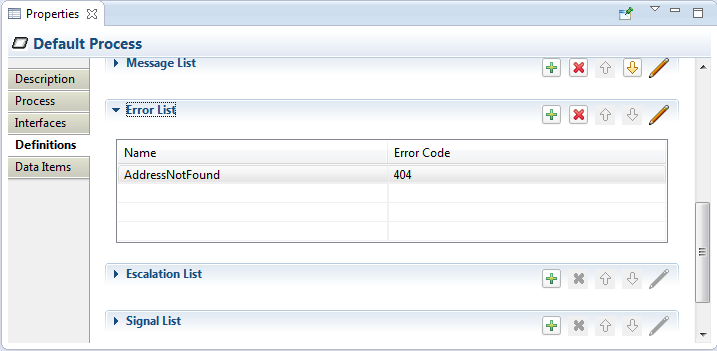 Properties
Default Process
Message List
Description
Process
Interfaces
Definitions
Data Items
Error List
Name Error Code
AddressNotFound 404
Escalation List
Signal List